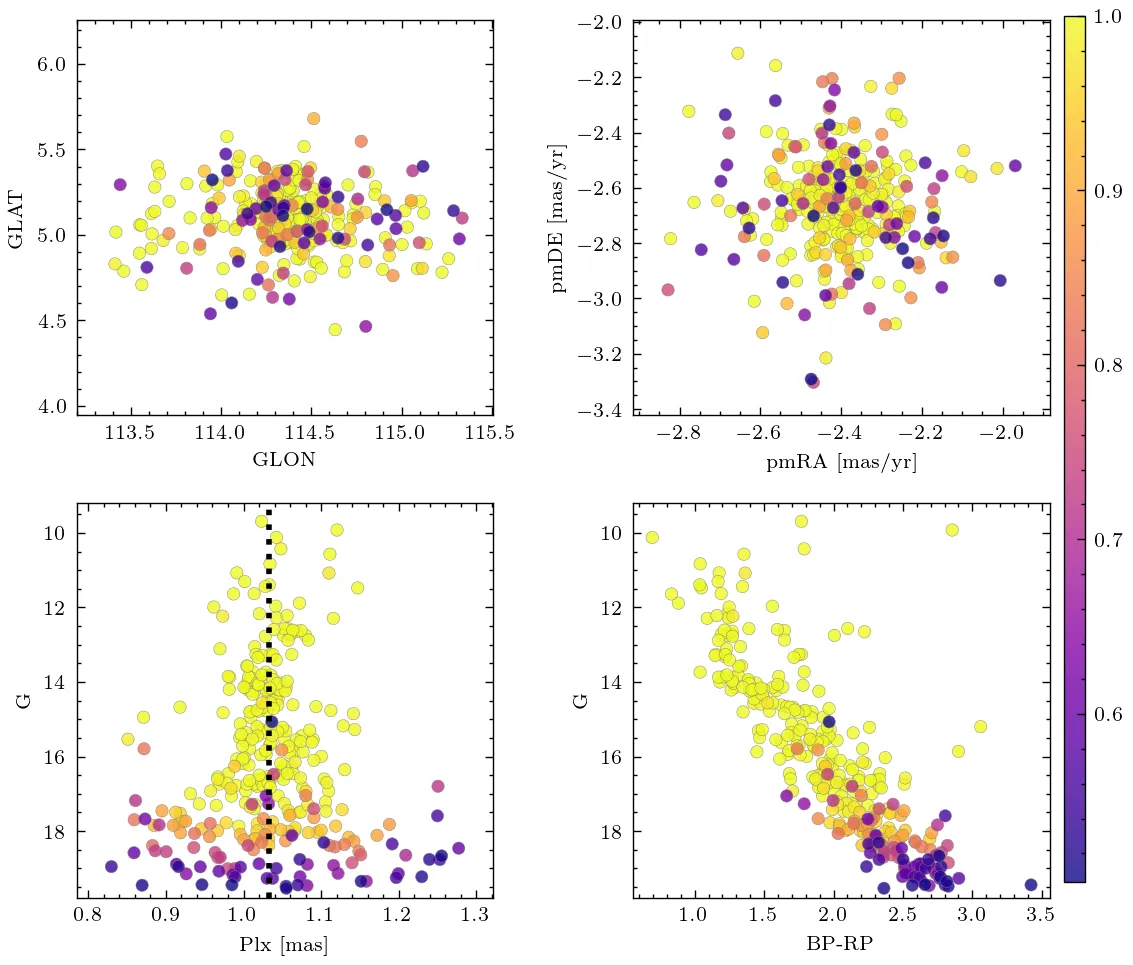 6.0
5.5
5.0
4.5
4.0
GLAT
113.5 114.0 114.5 115.0 115.5
GLON
−2.0
−2.2
−2.4
−2.6
−2.8
−3.0
−3.2
−3.4
pmDE [mas/yr]
−2.8 −2.6 −2.4 −2.2 −2.0
pmRA [mas/yr]
1.0
0.9
0.8
0.7
0.6
10
12
14
16
18
G
0.8 0.9 1.0 1.1 1.2 1.3
Plx [mas]
10
12
14
16
18
G
1.0 1.5 2.0 2.5 3.0 3.5
BP-RP